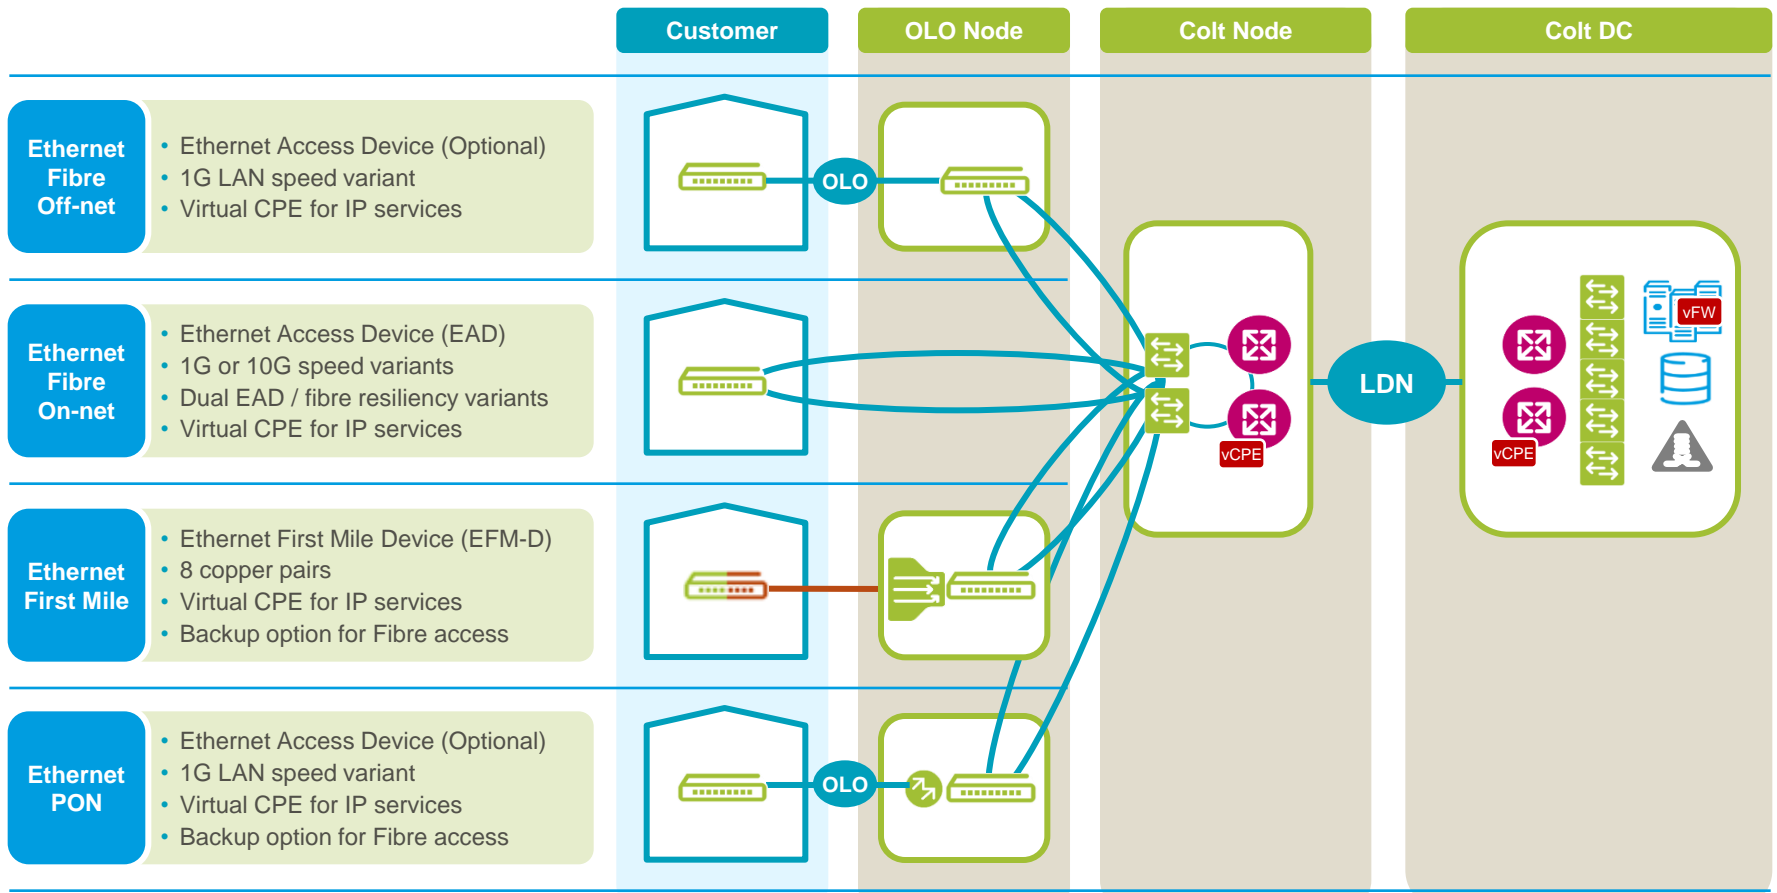 Customer
OLO Node
Colt Node
Colt DC
Ethernet
Fibre
Off-net
• Ethernet Access Device (Optional)
• 1G LAN speed variant
• Virtual CPE for IP services
OLO
Ethernet
Fibre
On-net
• Ethernet Access Device (EAD)
• 1G or 10G speed variants
• Dual EAD / fibre resiliency variants
• Virtual CPE for IP services
vCPE
LDN
vFW
vCPE
Ethernet
First Mile
• Ethernet First Mile Device (EFM-D)
• 8 copper pairs
• Virtual CPE for IP services
• Backup option for Fibre access
Ethernet
PON
• Ethernet Access Device (Optional)
• 1G LAN speed variant
• Virtual CPE for IP services
• Backup option for Fibre access
OLO